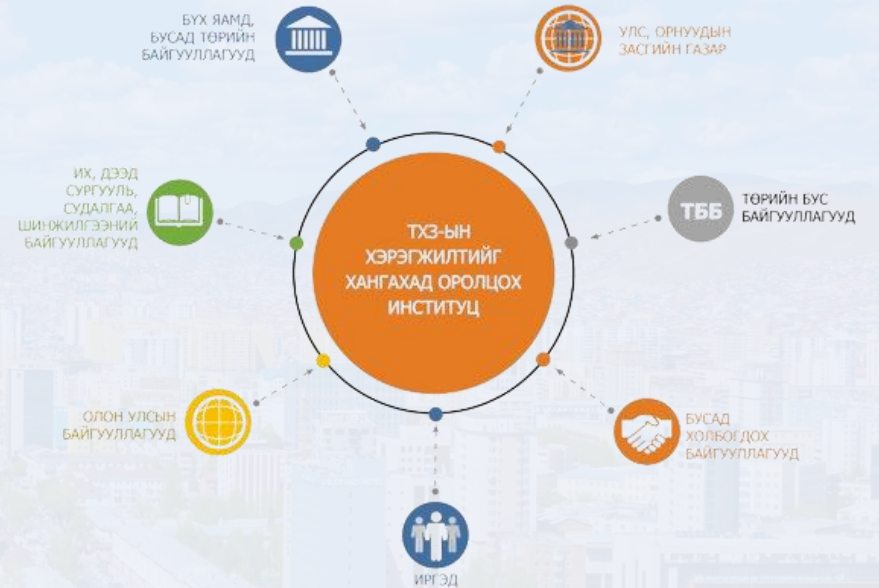 БҮХ ЯАМД,
БУСАД ТӨРИЙН
БАЙГУУЛЛАГУУД
УЛС, ОРНУУДЫН
ЗАСГИЙН ГАЗАР
ИХ, ДЭЭД
СУРГУУЛЬ,
СУДАЛГАА,
ШИНЖИЛГЭЭНИЙ
БАЙГУУЛЛАГУУД
ТББ
ТӨРИЙН БУС
БАЙГУУЛЛАГУУД
ТХЗ-ЫН
ХЭРЭГЖИЛТИЙГ
ХАНГАХАД ОРОЛЦОХ
ИНСТИТУЦ
ОЛОН УЛСЫН
БАЙГУУЛЛАГУУД
БУСАД
ХОЛБОГДОХ
БАЙГУУЛЛАГУУД
ИРГЭД